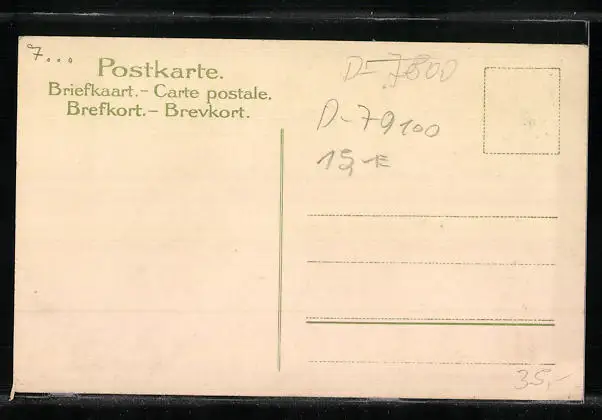 7...
Postkarte.
Briefkaart.- Carte postale.
Brefkort.- Brevkort.
D-7800
D-79100
15,-E
35,-